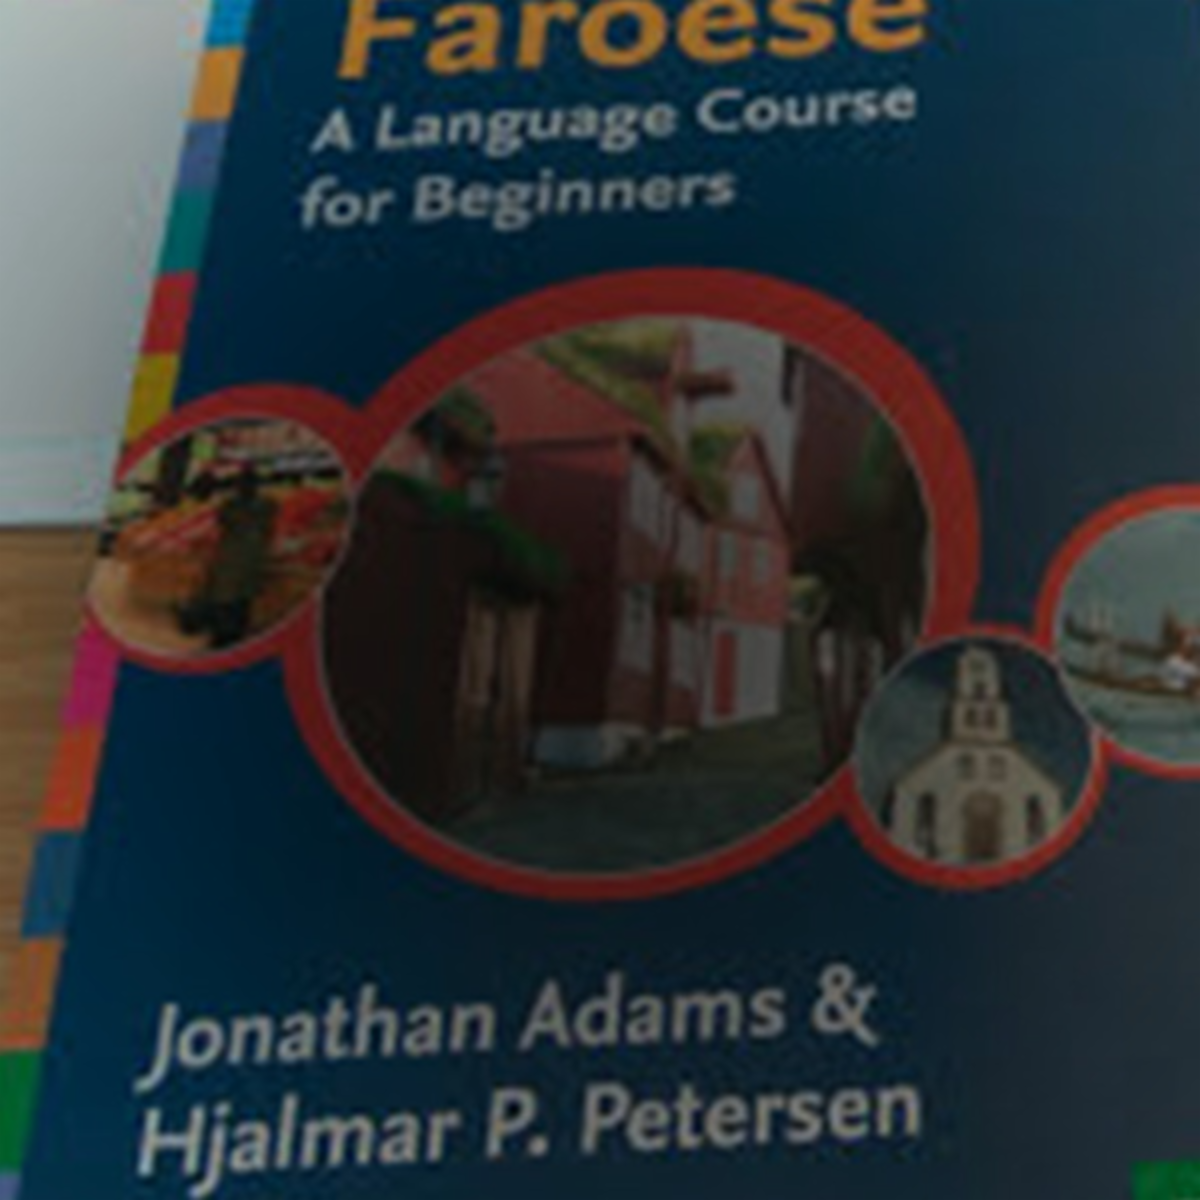 Faroese
A Language Course
for Beginners
Jonathan Adams &
Hjalmar P. Petersen